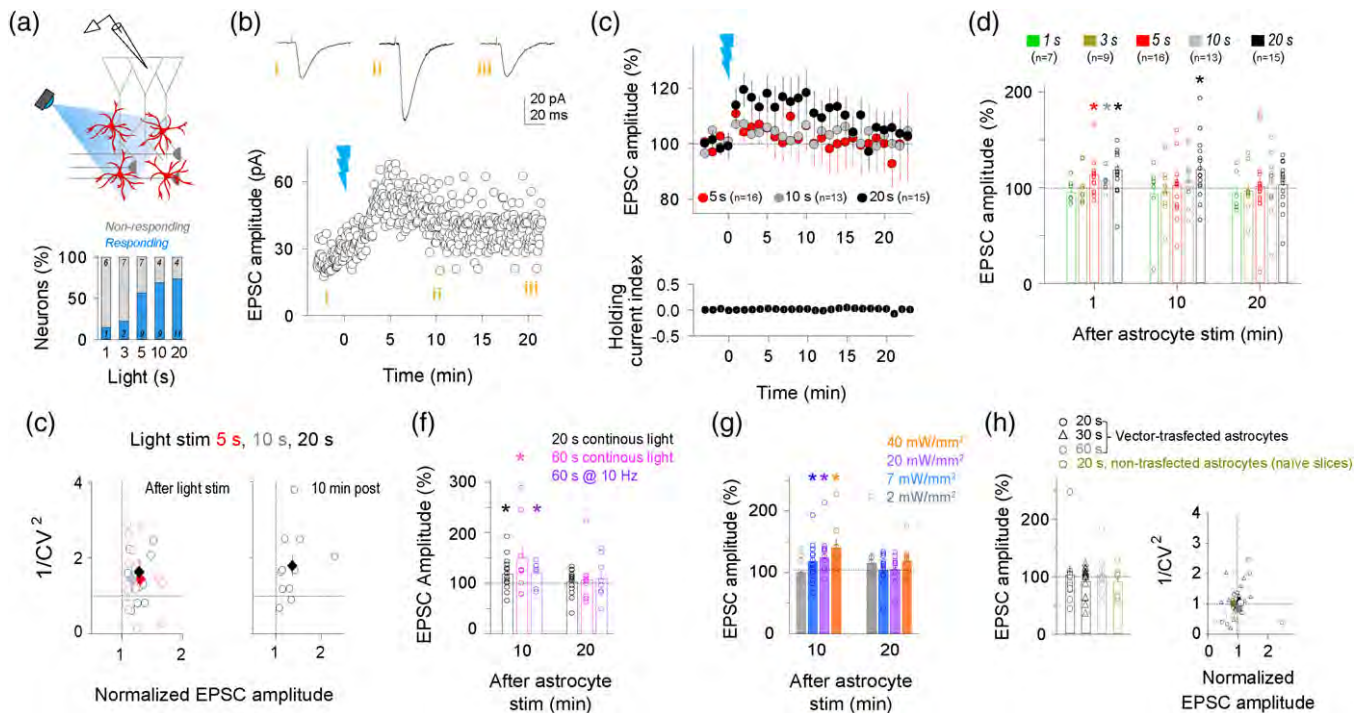 (a)
Non-responding
Responding
Neurons (%)
100
50
0
6 7 7 4 4
1 2 9 9 11
1 3 5 10 20
Light (s)
(b)
20 pA
20 ms
EPSC amplitude (pA)
60
30
0
0 5 10 15 20
Time (min)
(c)
EPSC amplitude (%)
120
100
80
5 s (n=16) 10 s (n=13) 20 s (n=15)
0 5 10 15 20
Holding
current index
0.5
0.0
-0.5
0 5 10 15 20
Time (min)
(d)
1 s 3 s 5 s 10 s 20 s
(n=7) (n=9) (n=16) (n=13) (n=15)
EPSC amplitude (%)
200
100
0
* * * *
1 10 20
After astrocyte stim (min)
(c)
Light stim 5 s, 10 s, 20 s
After light stim 10 min post
1/CV²
4
2
0
1 2 1 2
Normalized EPSC amplitude
(f)
20 s continous light
60 s continous light
60 s @ 10 Hz
EPSC Amplitude (%)
300
200
100
0
* * *
10 20
After astrocyte
stim (min)
(g)
40 mW/mm²
20 mW/mm²
7 mW/mm²
2 mW/mm²
EPSC amplitude (%)
200
100
0
* * *
10 20
After astrocyte
stim (min)
(h)
20 s
30 s
60 s
Vector-trasfected astrocytes
20 s, non-trasfected astrocytes (naïve slices)
EPSC amplitude (%)
200
100
0
1/CV²
4
3
2
1
0
0 1 2 3
Normalized
EPSC amplitude